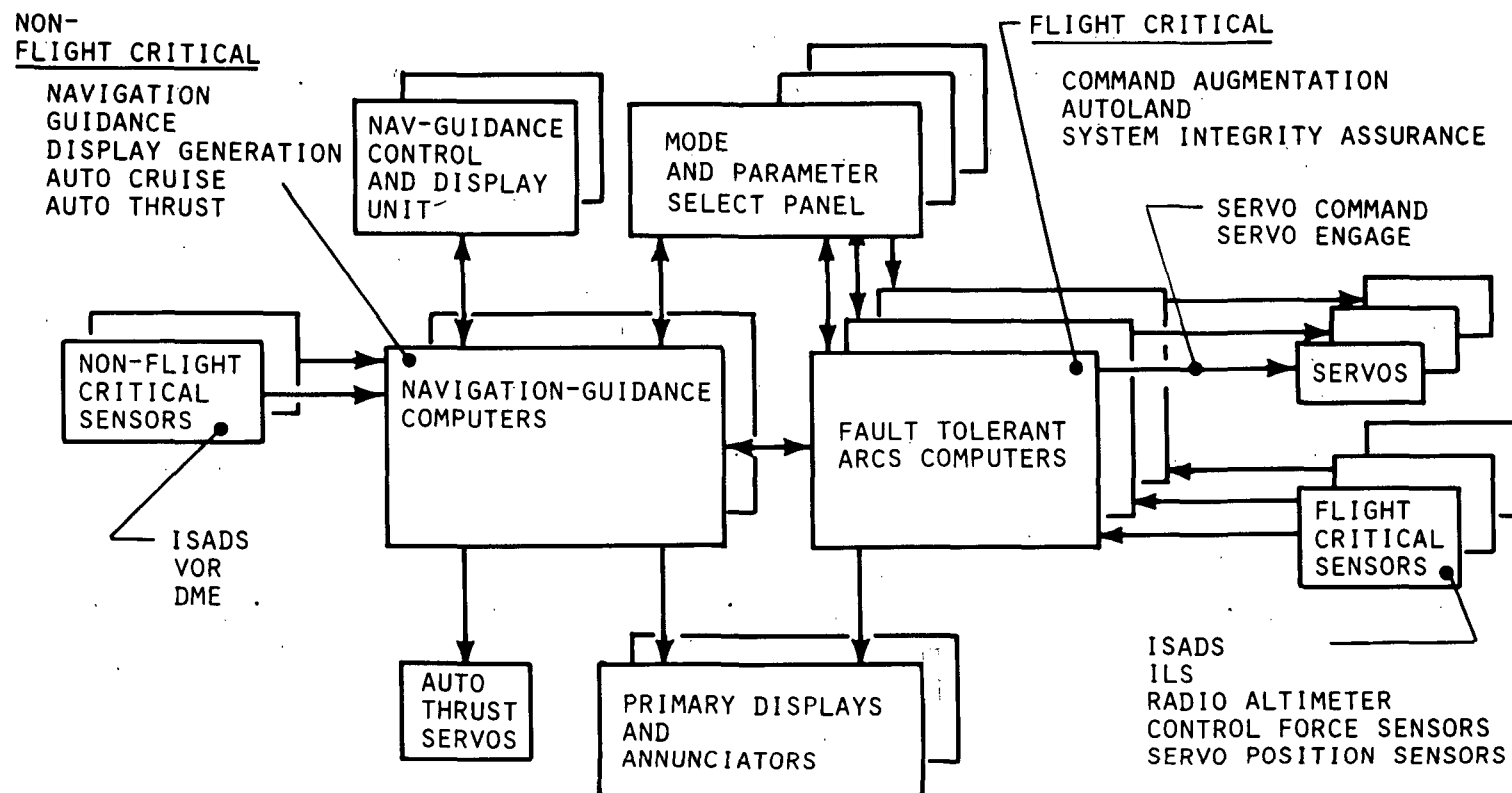 NON-
FLIGHT CRITICAL
NAVIGATION
GUIDANCE
DISPLAY GENERATION
AUTO CRUISE
AUTO THRUST
NAV-GUIDANCE
CONTROL
AND DISPLAY
UNIT
MODE
AND PARAMETER
SELECT PANEL
FLIGHT CRITICAL
COMMAND AUGMENTATION
AUTOLAND
SYSTEM INTEGRITY ASSURANCE
SERVO COMMAND
SERVO ENGAGE
NON-FLIGHT
CRITICAL
SENSORS
NAVIGATION-GUIDANCE
COMPUTERS
FAULT TOLERANT
ARCS COMPUTERS
SERVOS
FLIGHT
CRITICAL
SENSORS
ISADS
VOR
DME
AUTO
THRUST
SERVOS
PRIMARY DISPLAYS
AND
ANNUNCIATORS
ISADS
ILS
RADIO ALTIMETER
CONTROL FORCE SENSORS
SERVO POSITION SENSORS